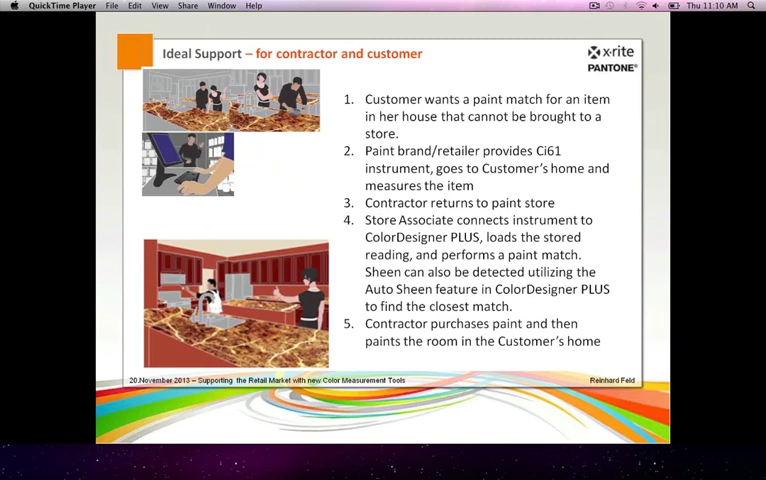 QuickTime Player File Edit View Share Window Help Thu 11:10 AM
Ideal Support – for contractor and customer
x·rite
PANTONE®
1. Customer wants a paint match for an item
in her house that cannot be brought to a
store.
2. Paint brand/retailer provides Ci61
instrument, goes to Customer's home and
measures the item
3. Contractor returns to paint store
4. Store Associate connects instrument to
ColorDesigner PLUS, loads the stored
reading, and performs a paint match.
Sheen can also be detected utilizing the
Auto Sheen feature in ColorDesigner PLUS
to find the closest match.
5. Contractor purchases paint and then
paints the room in the Customer's home
20.November 2013 – Supporting the Retail Market with new Color Measurement Tools Reinhard Feld